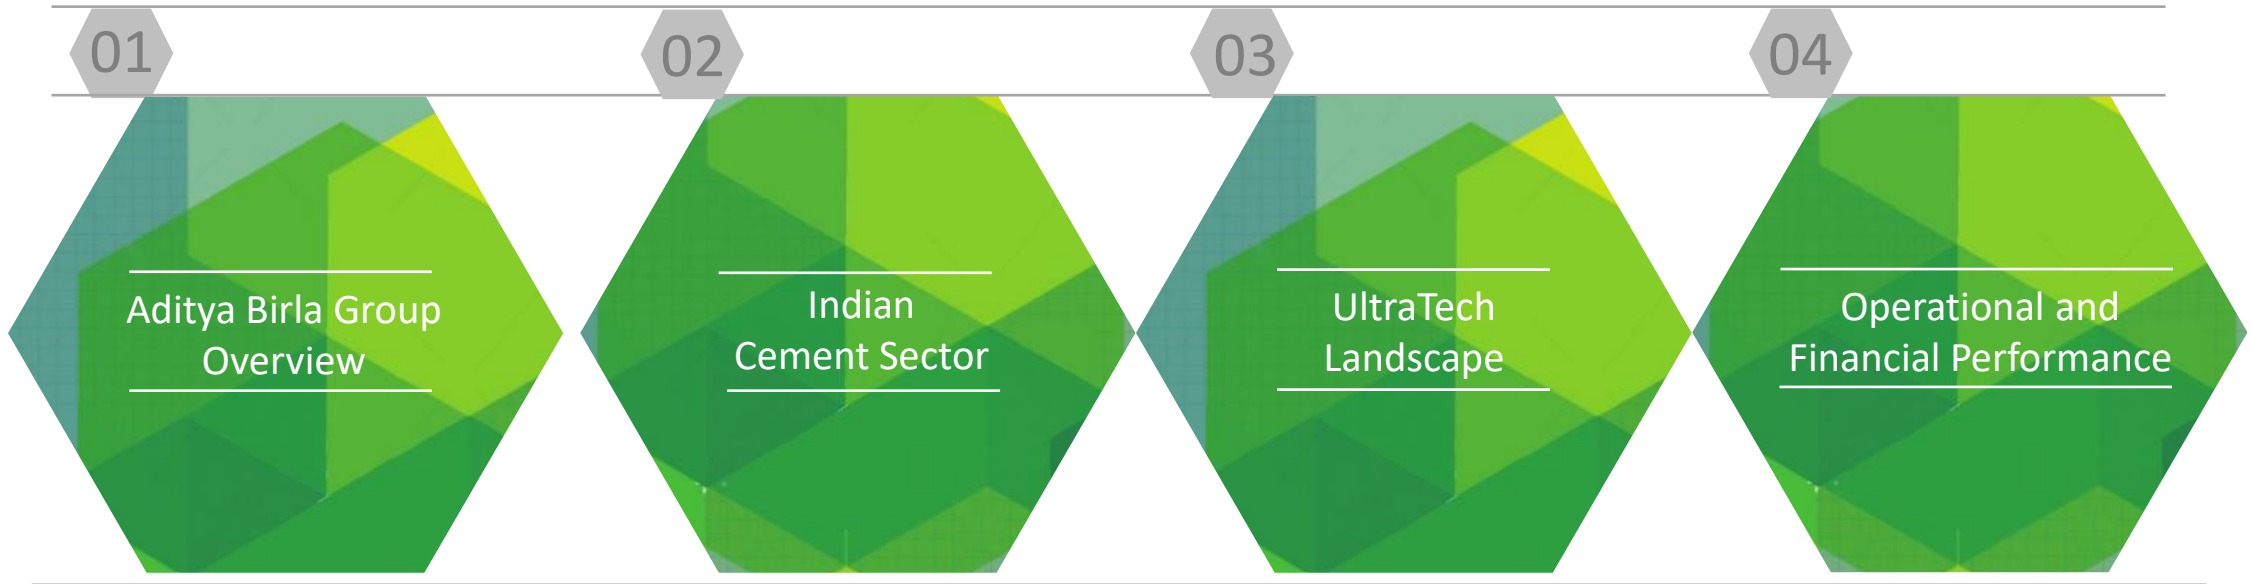 01
Aditya Birla Group
Overview
02
Indian
Cement Sector
03
UltraTech
Landscape
04
Operational and
Financial Performance